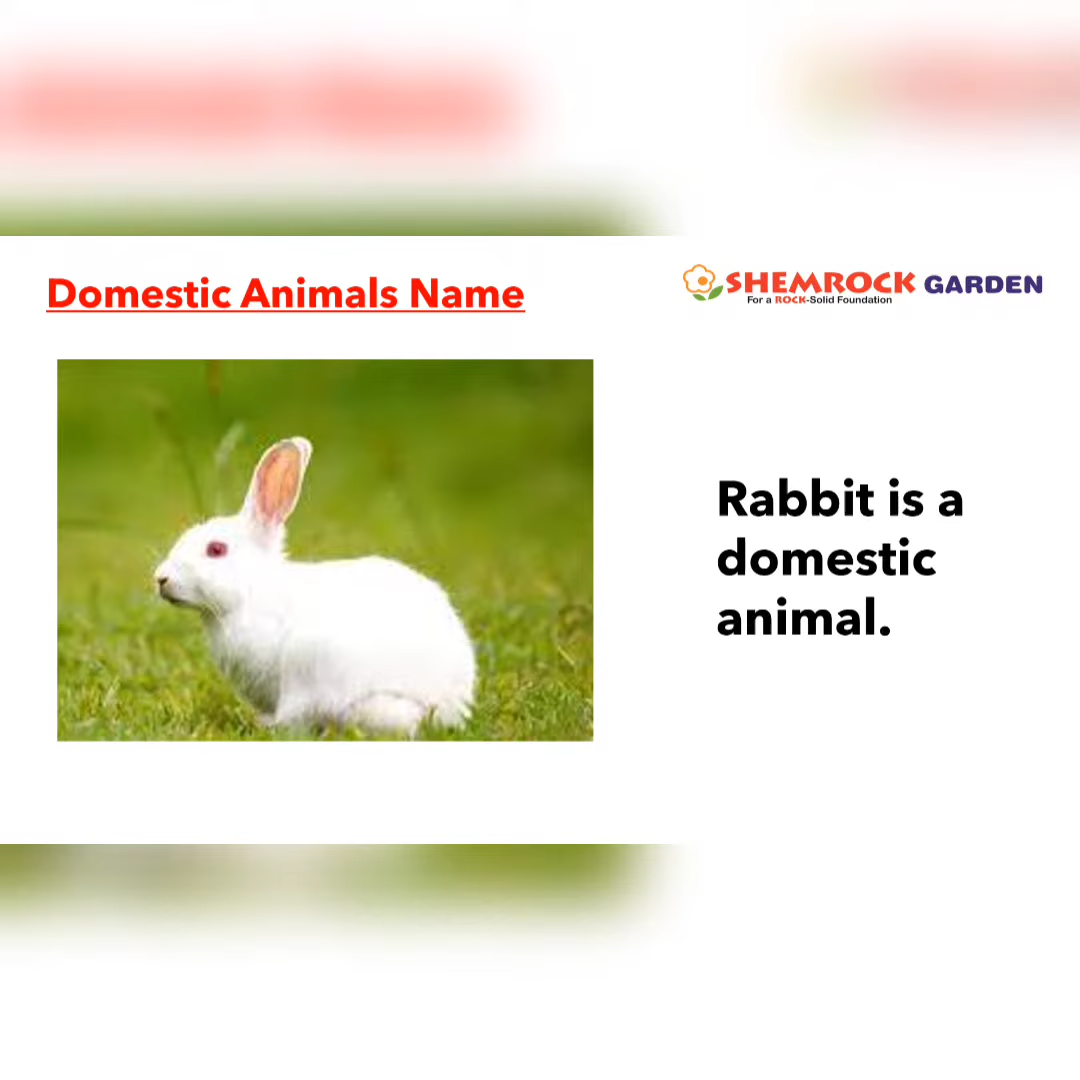 Domestic Animals Name
SHEMROCK GARDEN
For a ROCK-Solid Foundation
Rabbit is a
domestic
animal.